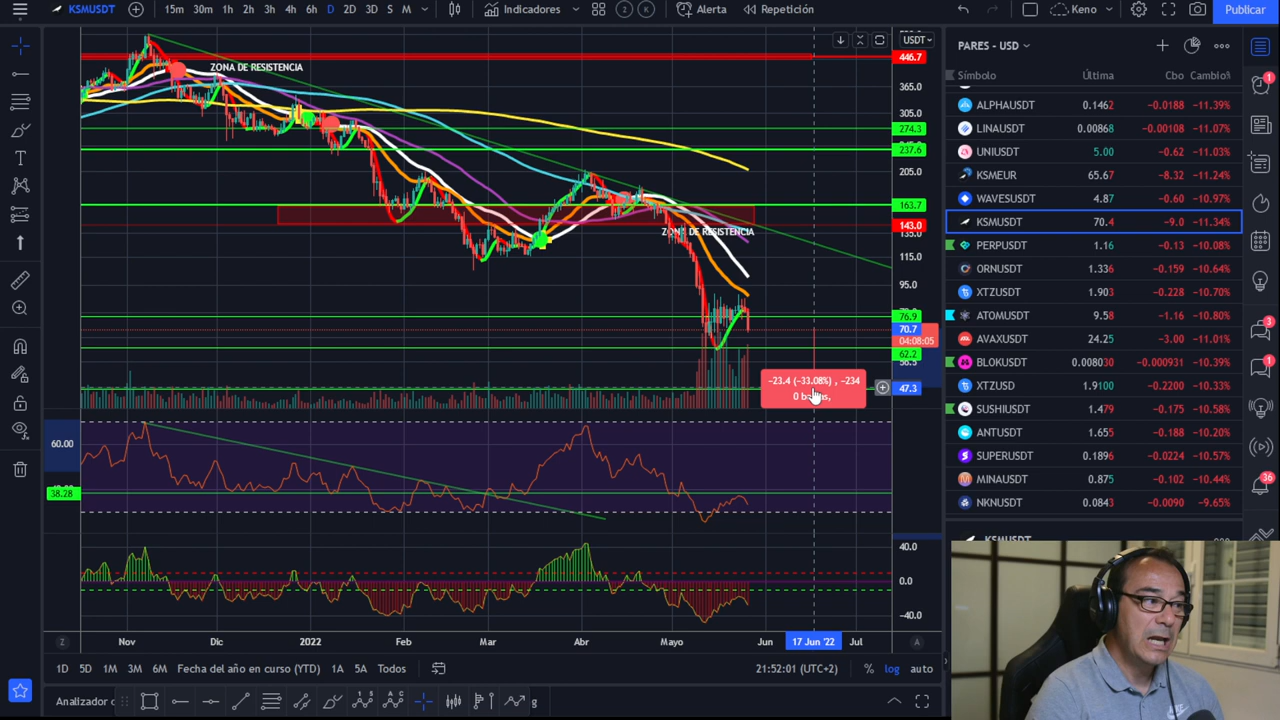 KSMUSDT 15m 30m 1h 2h 3h 4h 6h D 2D 3D S M Indicadores 2 K Alerta Repetición Keno Publicar
ZONA DE RESISTENCIA
ZONA DE RESISTENCIA
USDT
446.7
365.0
305.0
274.3
237.6
205.0
163.7
143.0
135.0
115.0
95.0
76.9
70.7
04:08:05
62.2
47.3
−23.4 (−33.08%) , −234
60.00
38.28
40.0
0.0
−40.0
Z Nov Dic 2022 Feb Mar Abr Mayo Jun 17 Jun '22 Jul A
1D 5D 1M 3M 6M Fecha del año en curso (YTD) 1A 5A Todos 21:52:01 (UTC+2) % log auto
Analizador
PARES - USD
Símbolo Última Cbo Cambio%
ALPHAUSDT 0.1462 −0.0188 −11.39%
LINAUSDT 0.00868 −0.00108 −11.07%
UNIUSDT 5.00 −0.62 −11.03%
KSMEUR 65.67 −8.32 −11.24%
WAVESUSDT 4.87 −0.60 −10.97%
KSMUSDT 70.4 −9.0 −11.34%
PERPUSDT 1.16 −0.13 −10.08%
ORNUSDT 1.336 −0.159 −10.64%
XTZUSDT 1.903 −0.228 −10.70%
ATOMUSDT 9.58 −1.16 −10.80%
AVAXUSDT 24.25 −3.00 −11.01%
BLOKUSDT 0.008030 −0.000931 −10.39%
XTZUSD 1.9100 −0.2200 −10.37%
SUSHIUSDT 1.479 −0.175 −10.58%
ANTUSDT 1.655 −0.188 −10.20%
SUPERUSDT 0.1896 −0.0224 −10.57%
MINAUSDT 0.875 −0.102 −10.44%
NKNUSDT 0.0843 −0.0090 −9.65%
1
3
1
36